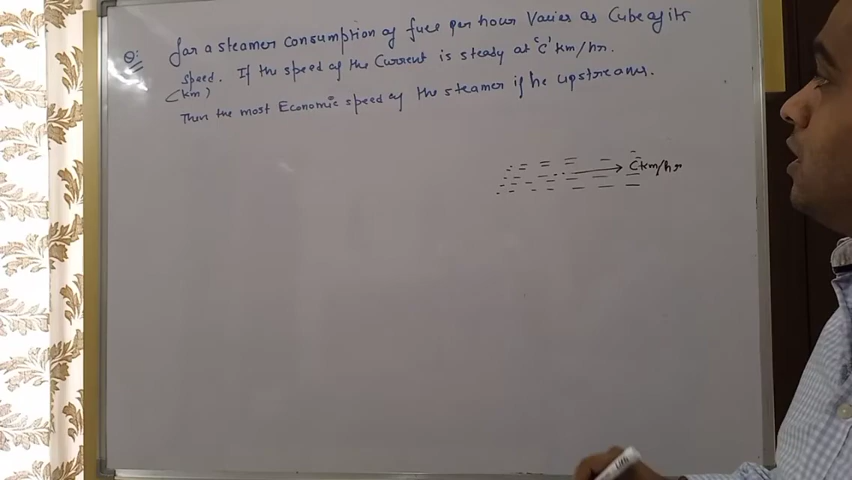 Q: for a steamer consumption of fuel per hour Varies as Cube of its
speed. If the speed of the Current is steady at 'C' km/hr.
(km)
Then the most Economic speed of the steamer if he upstreams.
C km/hr